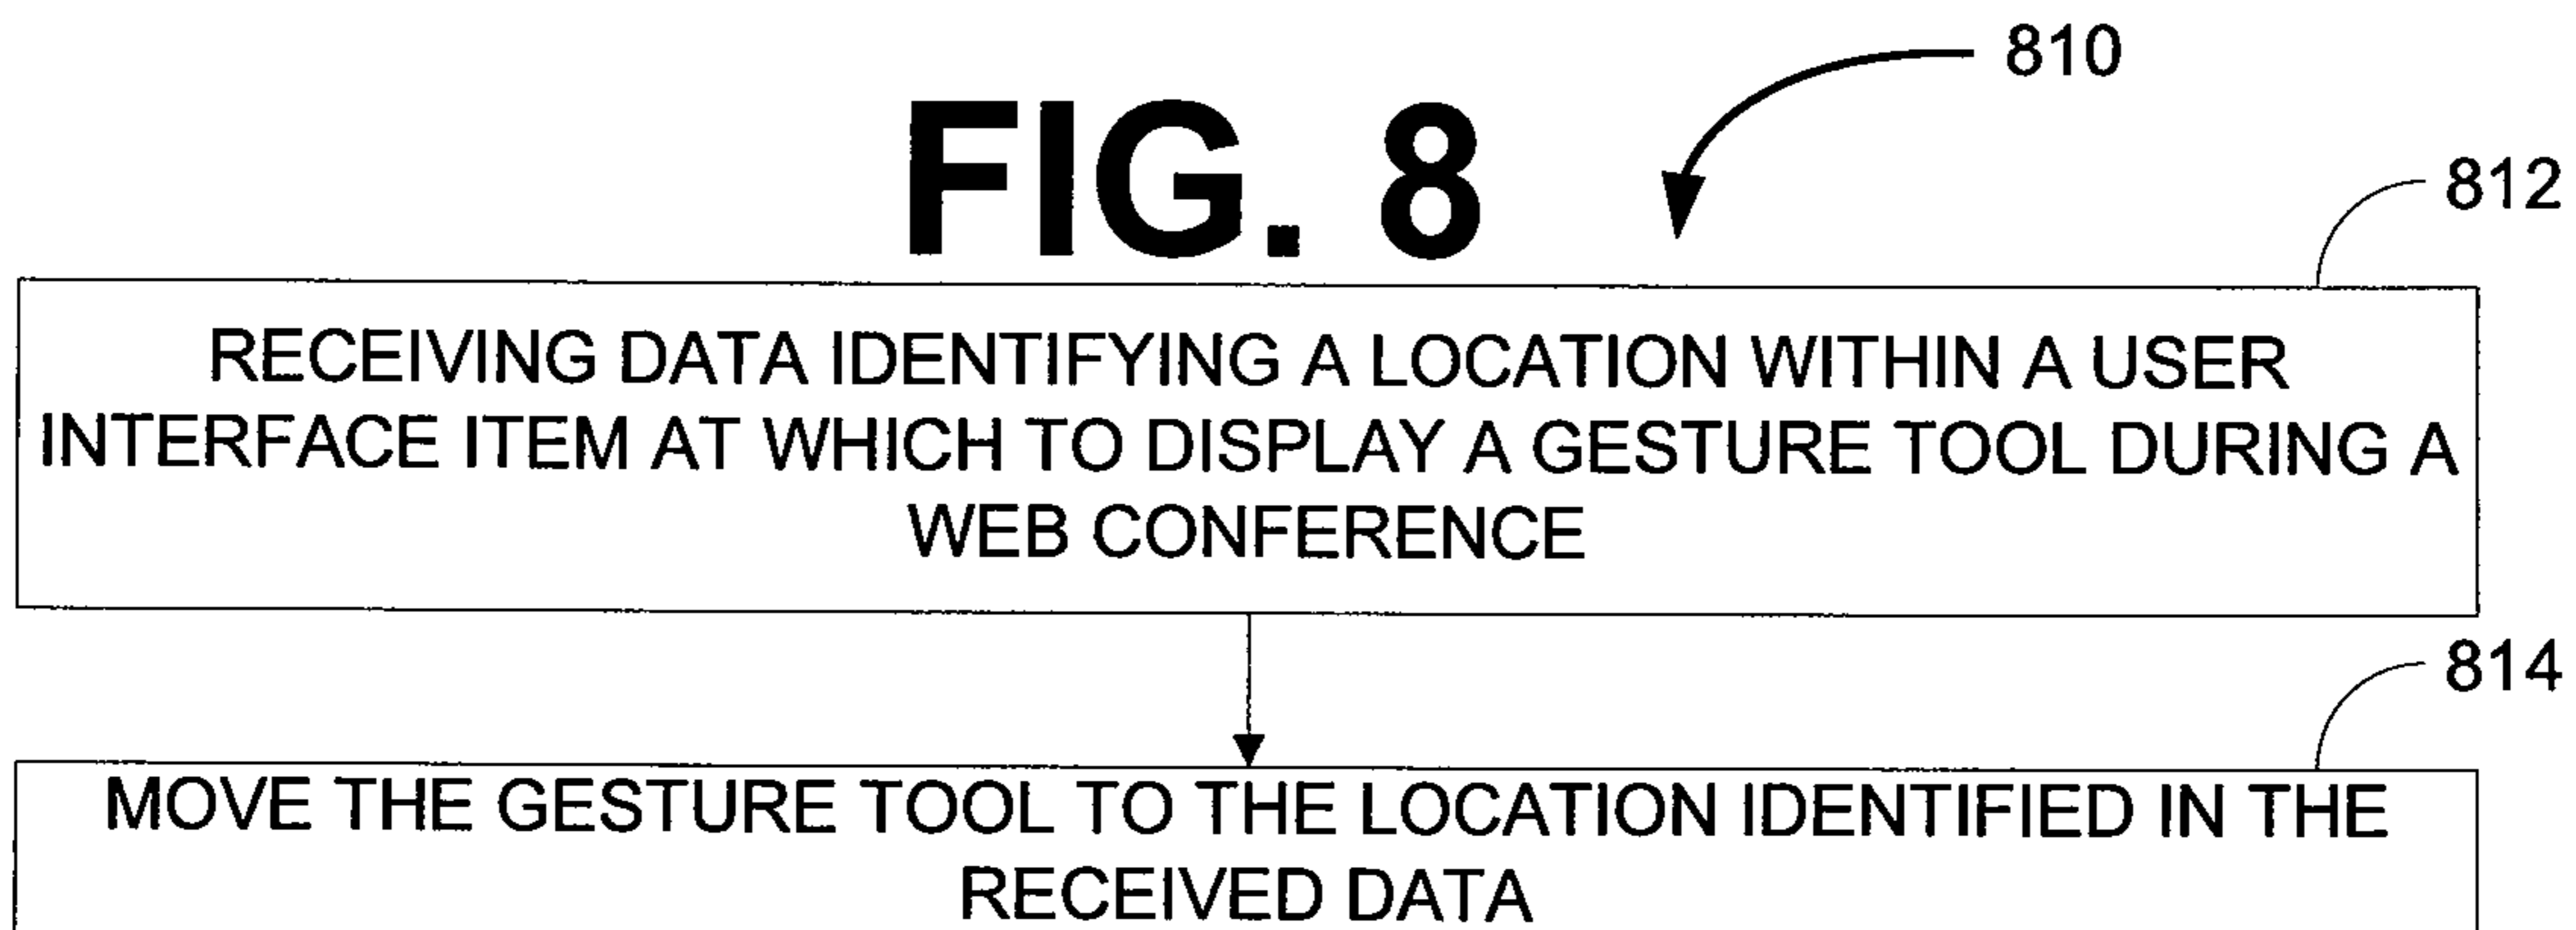 810
FIG. 8
812
RECEIVING DATA IDENTIFYING A LOCATION WITHIN A USER
INTERFACE ITEM AT WHICH TO DISPLAY A GESTURE TOOL DURING A
WEB CONFERENCE
814
MOVE THE GESTURE TOOL TO THE LOCATION IDENTIFIED IN THE
RECEIVED DATA